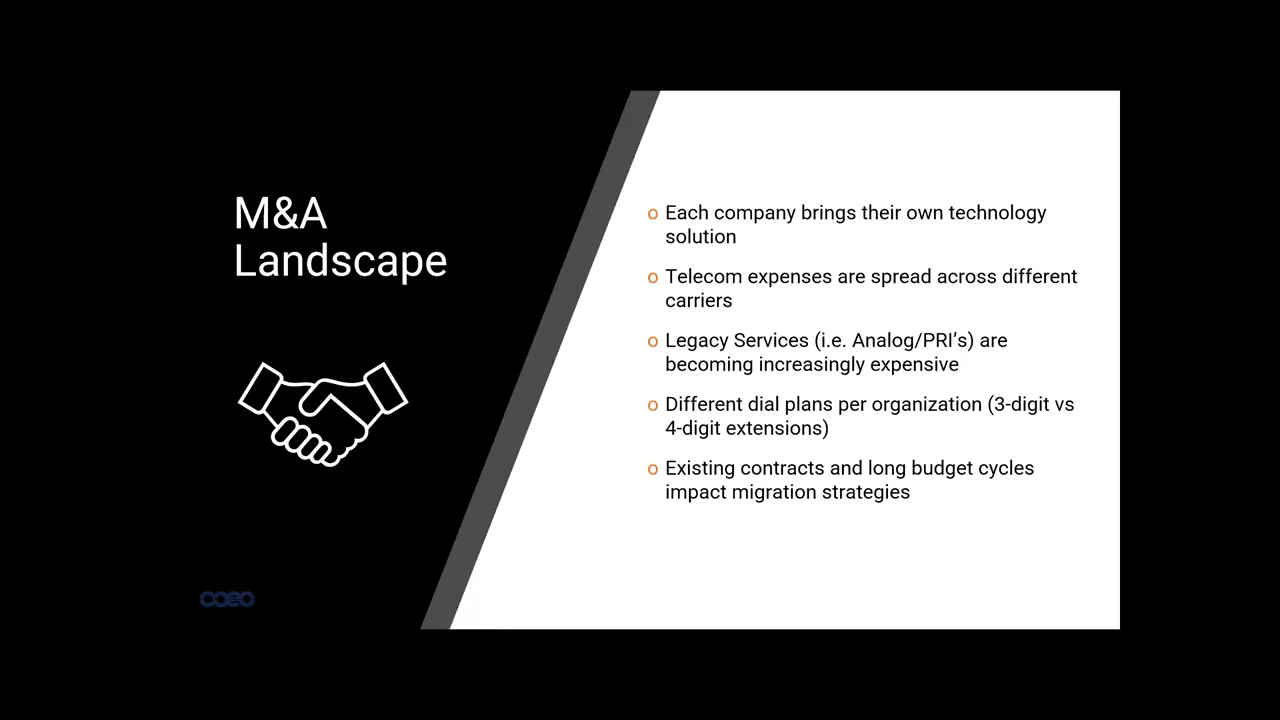 M&A
Landscape
o Each company brings their own technology
solution
o Telecom expenses are spread across different
carriers
o Legacy Services (i.e. Analog/PRI’s) are
becoming increasingly expensive
o Different dial plans per organization (3-digit vs
4-digit extensions)
o Existing contracts and long budget cycles
impact migration strategies
coeo